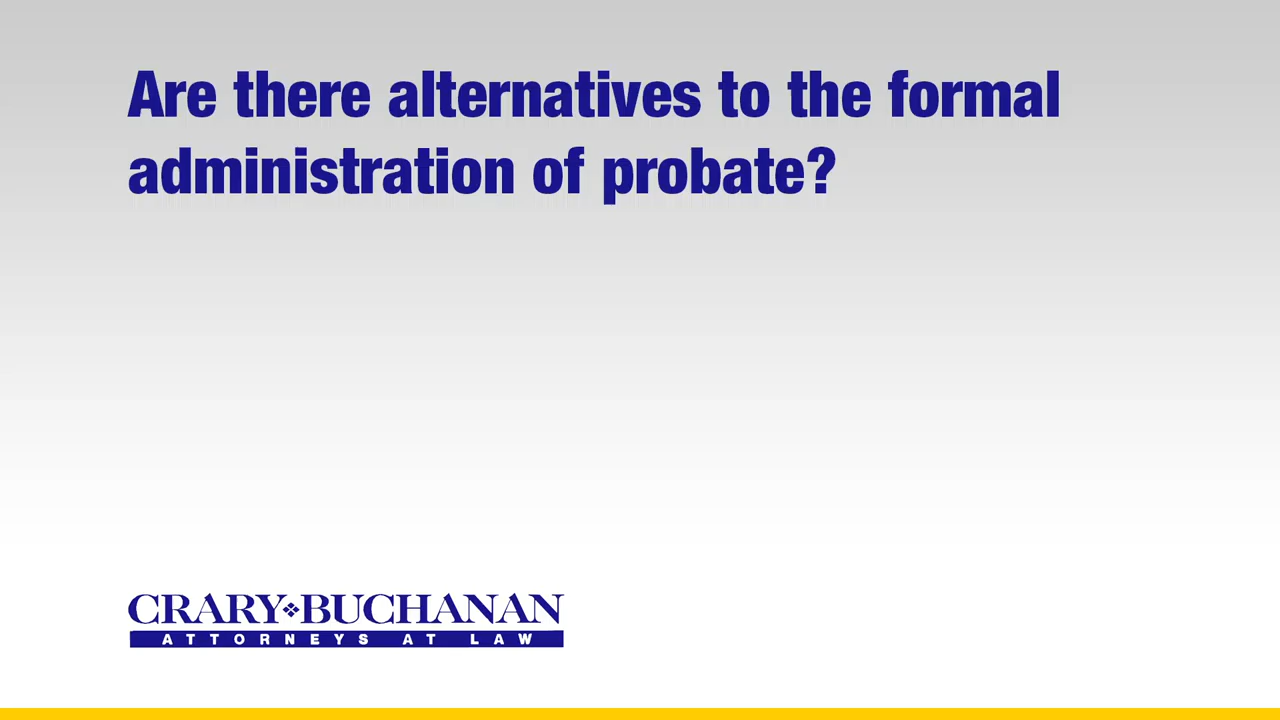 Are there alternatives to the formal
administration of probate?
CRARY BUCHANAN
ATTORNEYS AT LAW